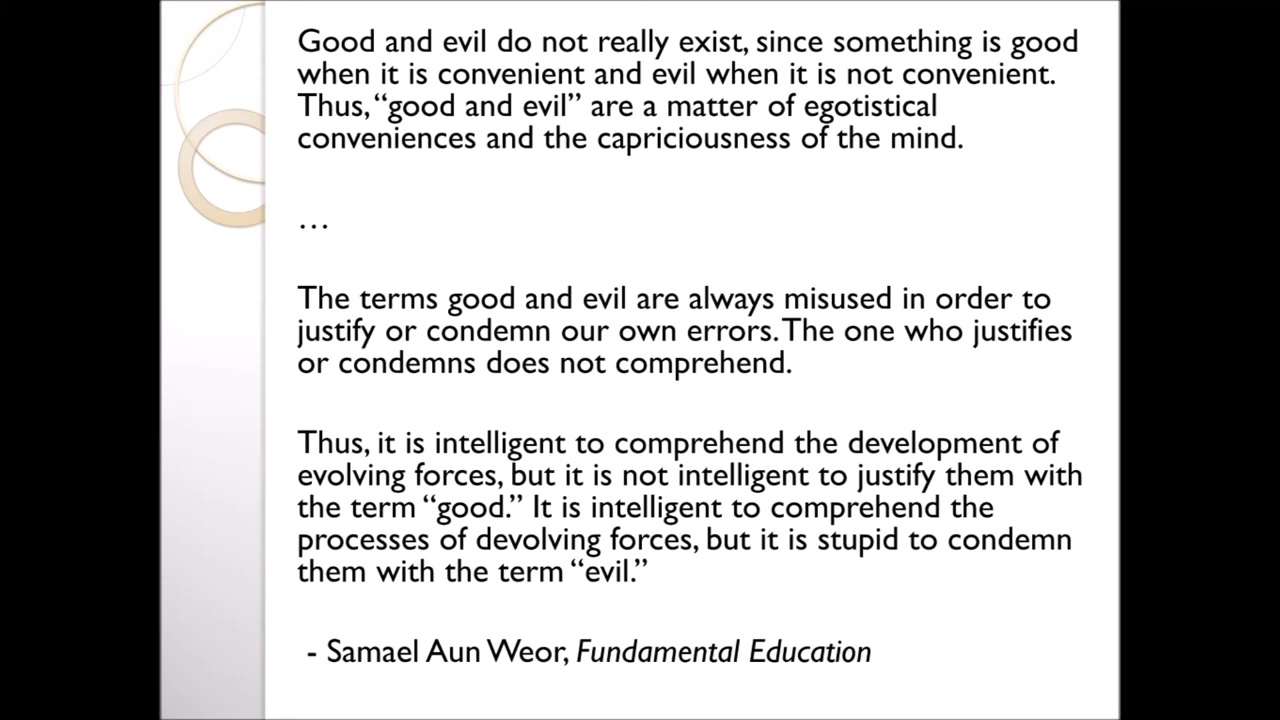 Good and evil do not really exist, since something is good
when it is convenient and evil when it is not convenient.
Thus, “good and evil” are a matter of egotistical
conveniences and the capriciousness of the mind.
…
The terms good and evil are always misused in order to
justify or condemn our own errors. The one who justifies
or condemns does not comprehend.
Thus, it is intelligent to comprehend the development of
evolving forces, but it is not intelligent to justify them with
the term “good.” It is intelligent to comprehend the
processes of devolving forces, but it is stupid to condemn
them with the term “evil.”
- Samael Aun Weor, Fundamental Education